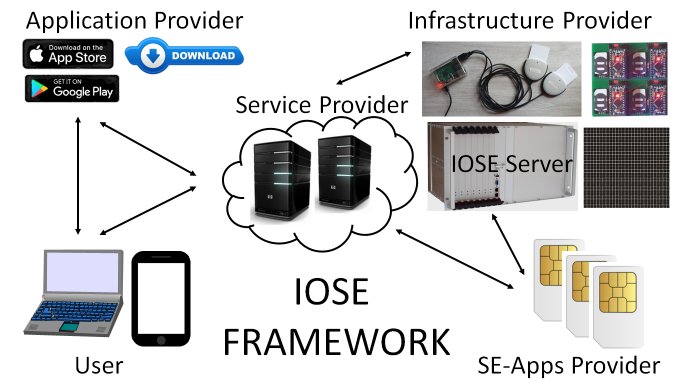 Application Provider
Infrastructure Provider
Download on the
App Store
DOWNLOAD
GET IT ON
Google Play
Service Provider
IOSE Server
IOSE
FRAMEWORK
User
SE-Apps Provider